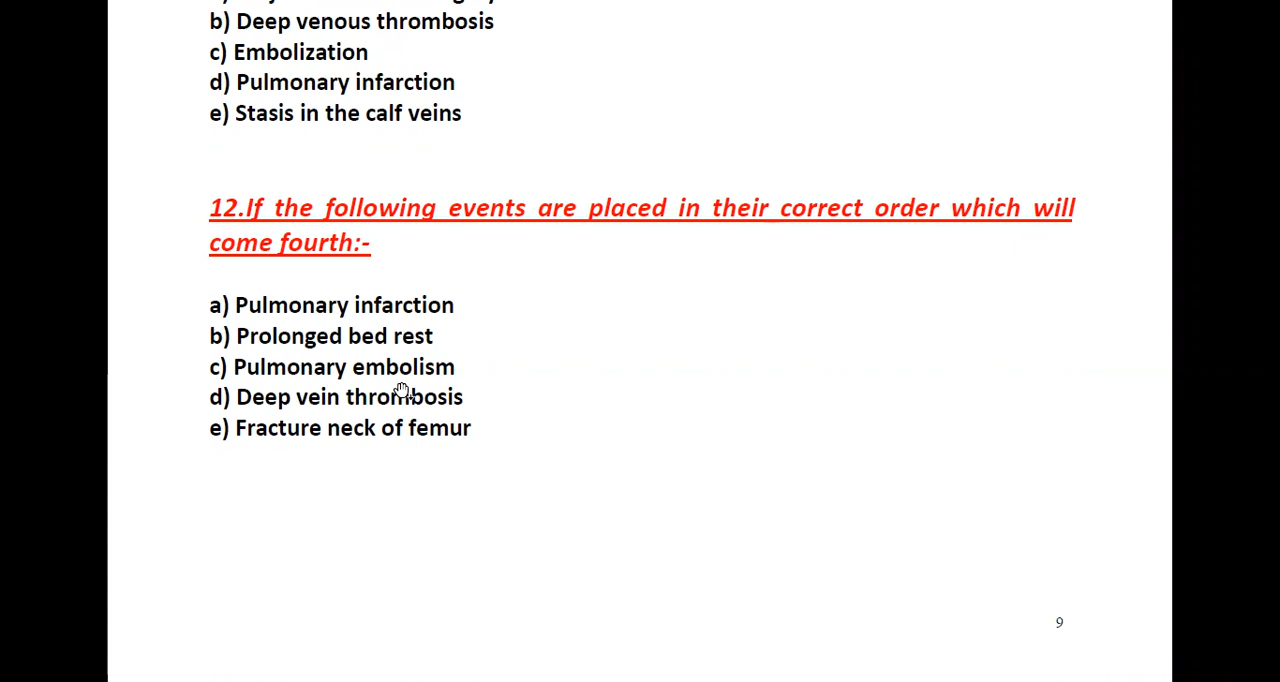 b) Deep venous thrombosis
c) Embolization
d) Pulmonary infarction
e) Stasis in the calf veins
12.If the following events are placed in their correct order which will
come fourth:-
a) Pulmonary infarction
b) Prolonged bed rest
c) Pulmonary embolism
d) Deep vein thrombosis
e) Fracture neck of femur
9